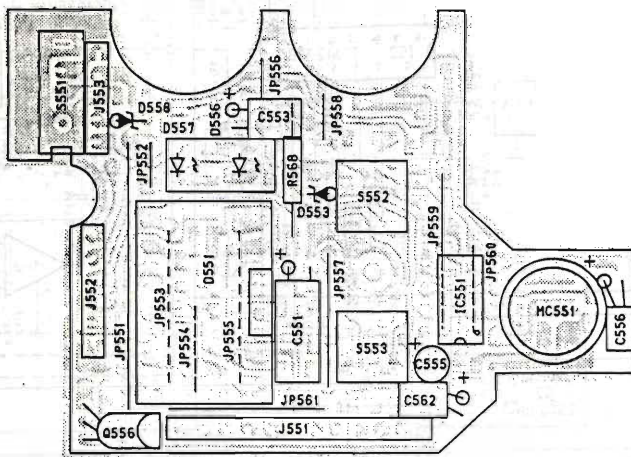 S551
J553
D558
D557
D556
+
C553
JP556
JP558
JP552
R568
D553
S552
JP559
JP560
J552
JP551
JP553
JP554
D551
JP555
+
C551
JP557
IC551
MC551
+
C556
S553
+
C555
C562
+
JP561
J551
Q556